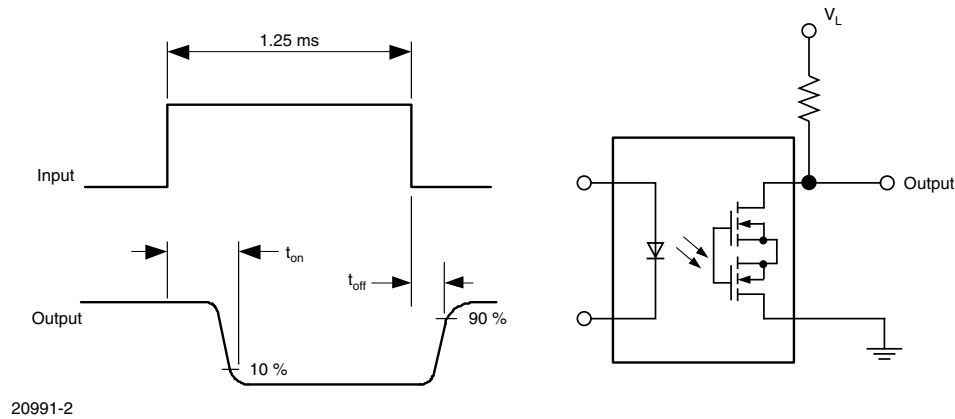 1.25 ms
Input
t_on
t_off
Output
90 %
10 %
20991-2
V_L
Output